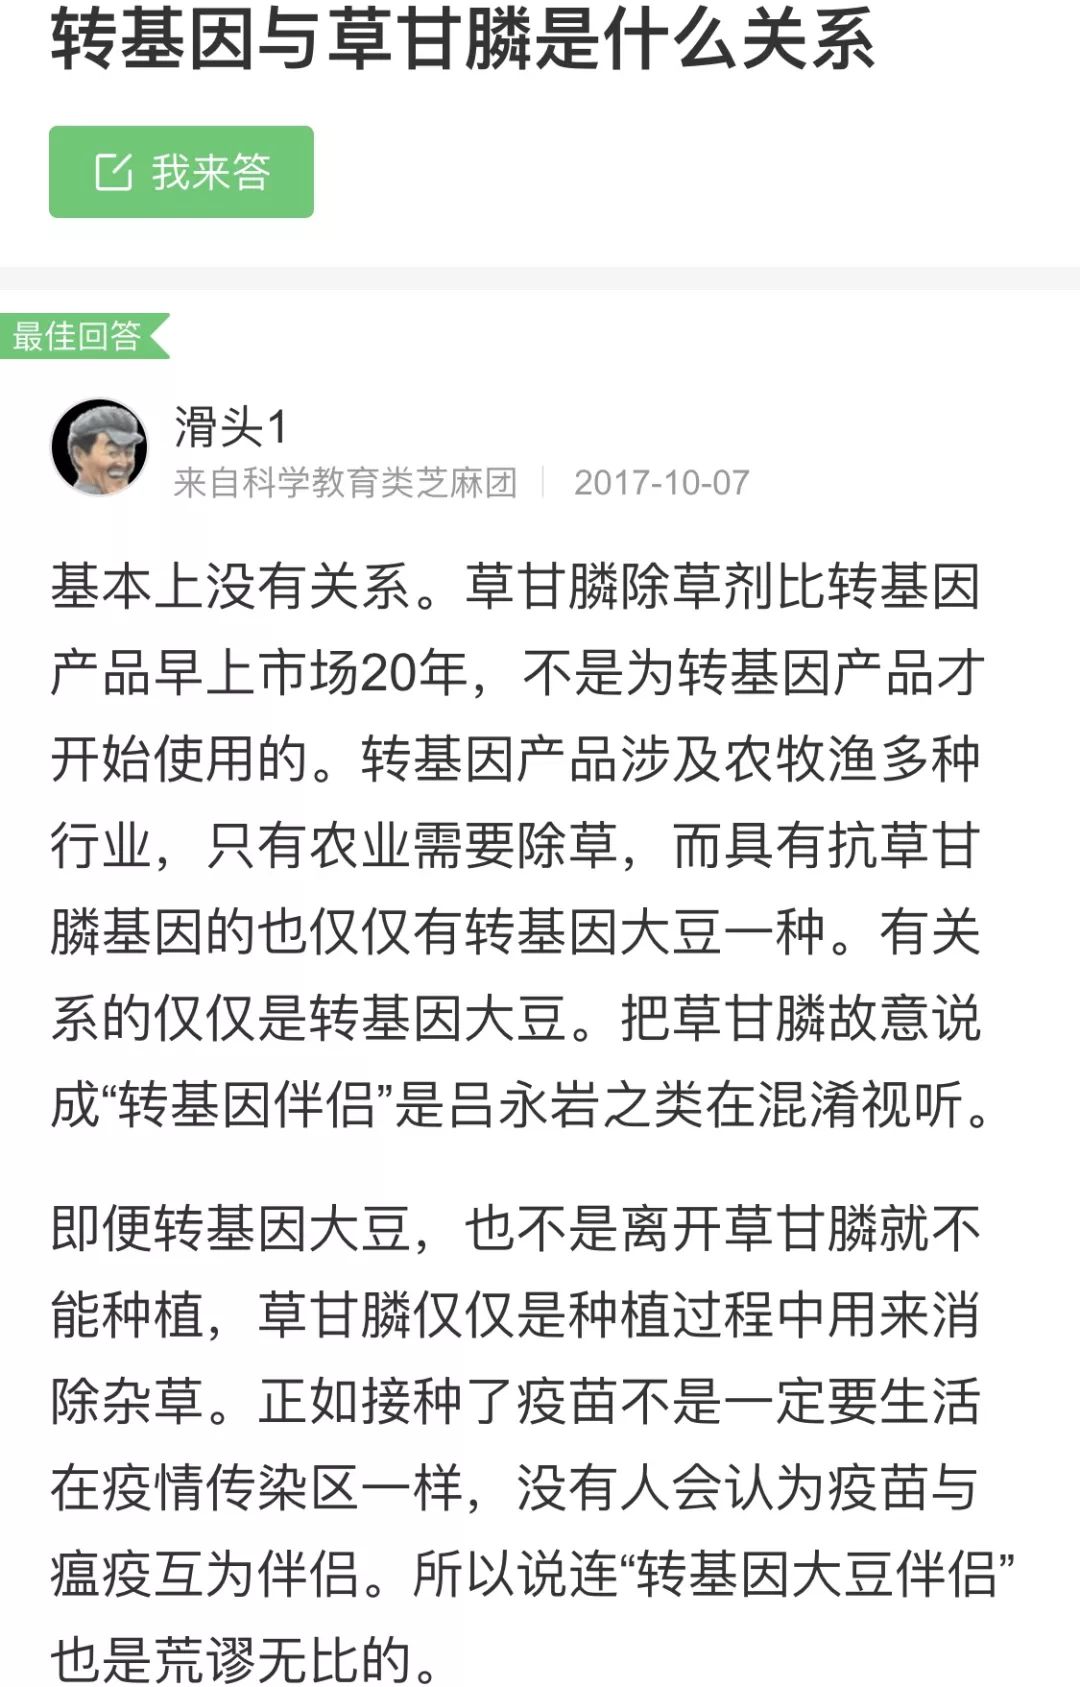 转基因与草甘膦是什么关系
我来答
最佳回答
滑头1
来自科学教育类芝麻团 2017-10-07
基本上没有关系。草甘膦除草剂比转基因
产品早上市场20年，不是为转基因产品才
开始使用的。转基因产品涉及农牧渔多种
行业，只有农业需要除草，而具有抗草甘
膦基因的也仅仅有转基因大豆一种。有关
系的仅仅是转基因大豆。把草甘膦故意说
成“转基因伴侣”是吕永岩之类在混淆视听。
即便转基因大豆，也不是离开草甘膦就不
能种植，草甘膦仅仅是种植过程中用来消
除杂草。正如接种了疫苗不是一定要生活
在疫情传染区一样，没有人会认为疫苗与
瘟疫互为伴侣。所以说连“转基因大豆伴侣”
也是荒谬无比的。